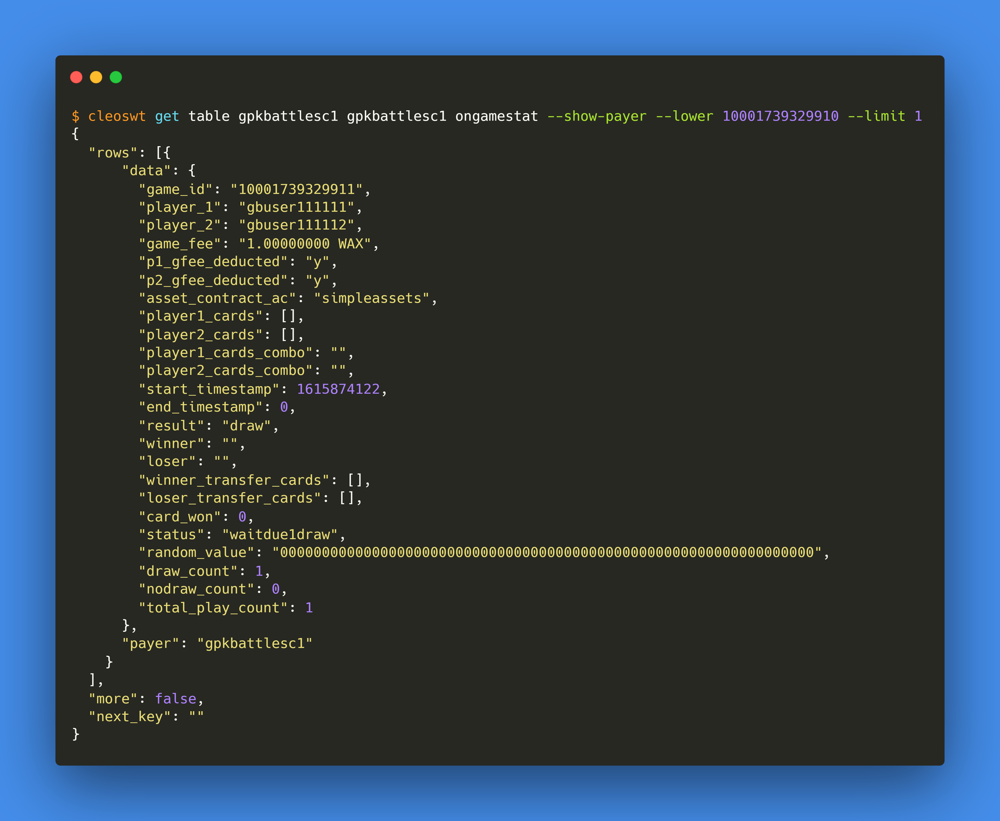 $ cleoswt get table gpkbattlesc1 gpkbattlesc1 ongamestat --show-payer --lower 10001739329910 --limit 1
{
  "rows": [{
      "data": {
        "game_id": "10001739329911",
        "player_1": "gbuser111111",
        "player_2": "gbuser111112",
        "game_fee": "1.00000000 WAX",
        "p1_gfee_deducted": "y",
        "p2_gfee_deducted": "y",
        "asset_contract_ac": "simpleassets",
        "player1_cards": [],
        "player2_cards": [],
        "player1_cards_combo": "",
        "player2_cards_combo": "",
        "start_timestamp": 1615874122,
        "end_timestamp": 0,
        "result": "draw",
        "winner": "",
        "loser": "",
        "winner_transfer_cards": [],
        "loser_transfer_cards": [],
        "card_won": 0,
        "status": "waitdue1draw",
        "random_value": "0000000000000000000000000000000000000000000000000000000000000000",
        "draw_count": 1,
        "nodraw_count": 0,
        "total_play_count": 1
      },
      "payer": "gpkbattlesc1"
    }
  ],
  "more": false,
  "next_key": ""
}